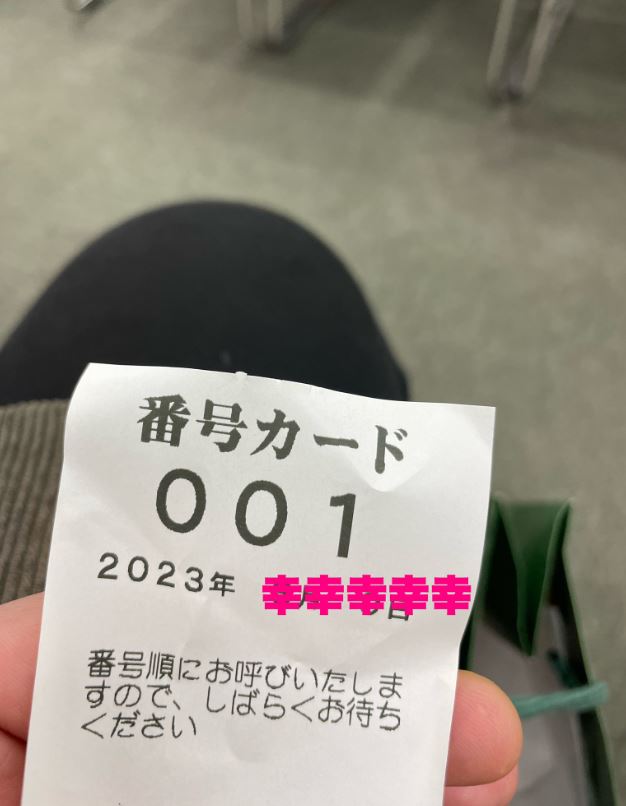 番号カード
001
2023年 幸幸幸幸幸日
番号順にお呼びいたしま
すので、しばらくお待ち
ください